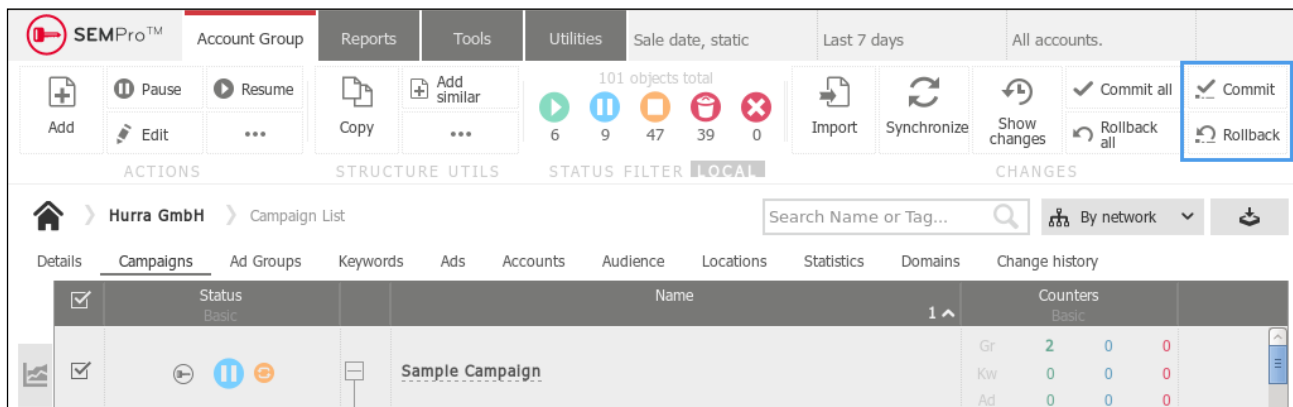 SEMPro™ Account Group Reports Tools Utilities Sale date, static Last 7 days All accounts.
101 objects total
Pause Resume Add similar Commit all Commit
Add Edit ••• Copy ••• 6 9 47 39 0 Import Synchronize Show changes Rollback all Rollback
ACTIONS STRUCTURE UTILS STATUS FILTER LOCAL CHANGES
Hurra GmbH Campaign List Search Name or Tag... By network
Details Campaigns Ad Groups Keywords Ads Accounts Audience Locations Statistics Domains Change history
Status Name Counters
Basic 1 Basic
Gr 2 0 0
Sample Campaign
Kw 0 0 0
Ad 0 0 0